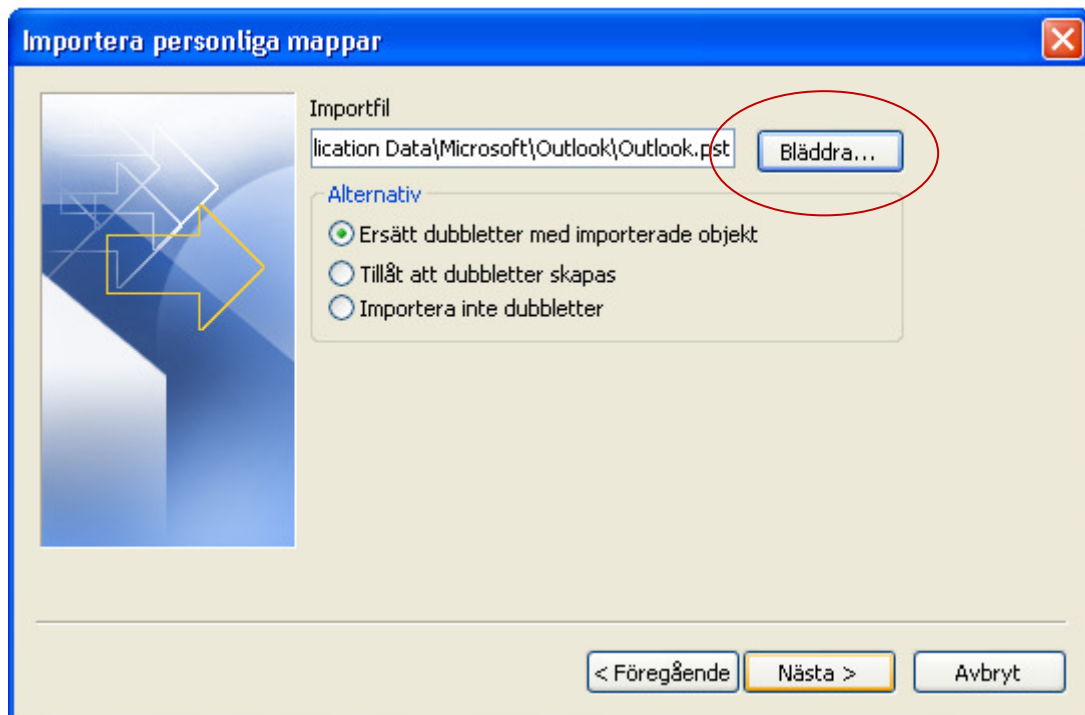 Importera personliga mappar
Importfil
lication Data\Microsoft\Outlook\Outlook.pst
Bläddra...
Alternativ
Ersätt dubbletter med importerade objekt
Tillåt att dubbletter skapas
Importera inte dubbletter
< Föregående
Nästa >
Avbryt